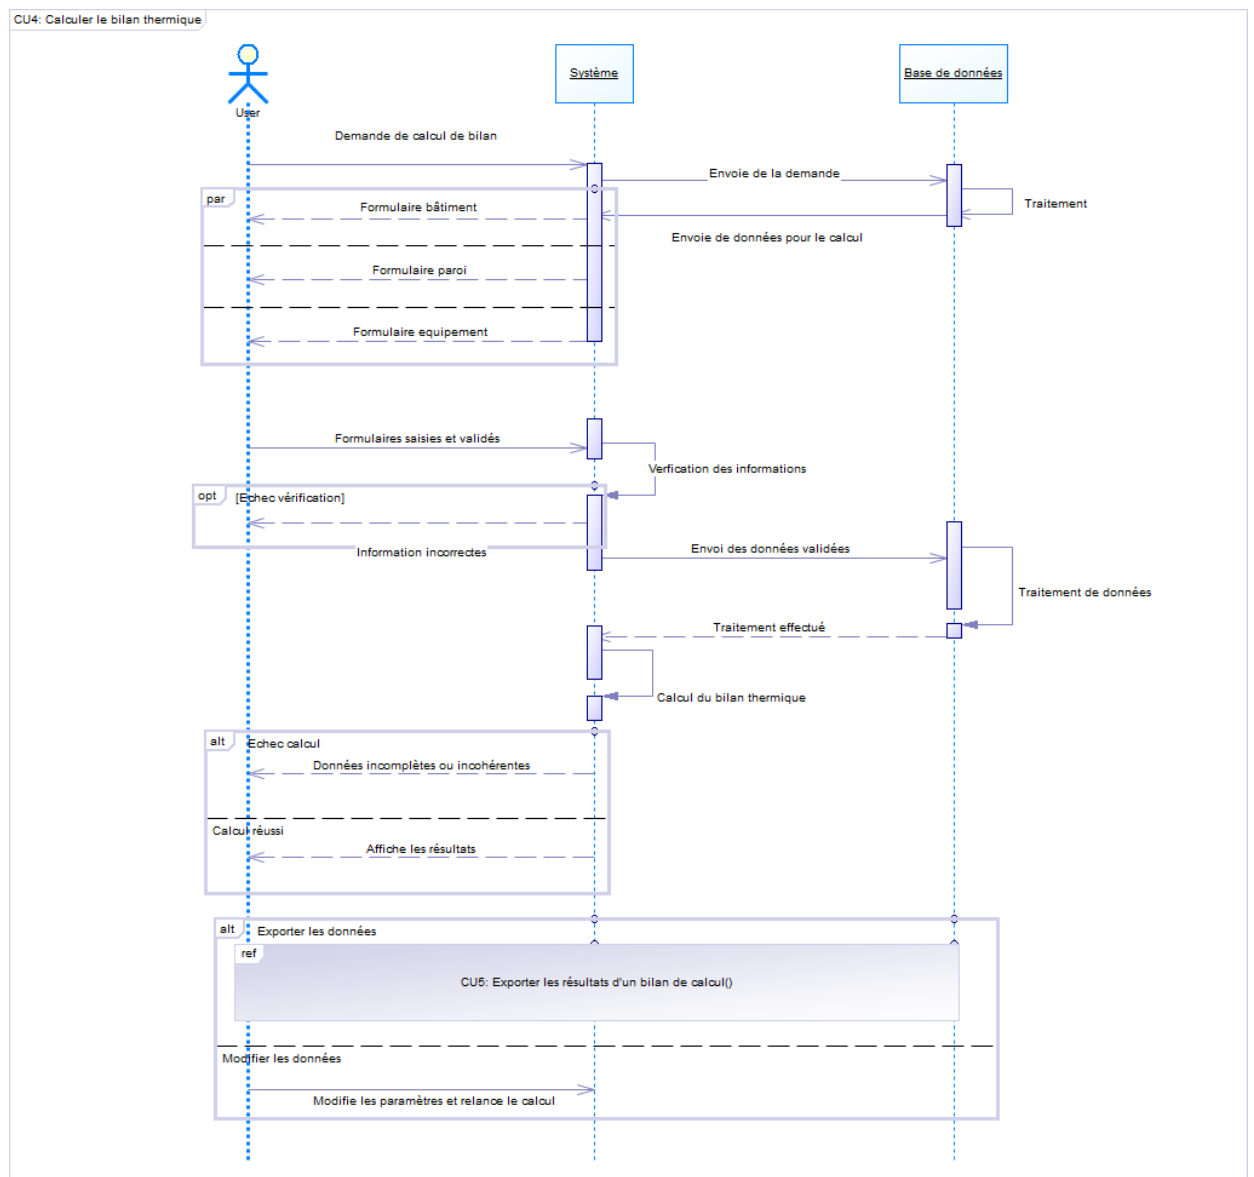 CU4: Calculer le bilan thermique
User
Système
Base de données
Demande de calcul de bilan
Envoie de la demande
Traitement
par
Formulaire bâtiment
Envoie de données pour le calcul
Formulaire paroi
Formulaire equipement
Formulaires saisies et validés
Verfication des informations
opt
[Echec vérification]
Information incorrectes
Envoi des données validées
Traitement de données
Traitement effectué
Calcul du bilan thermique
alt
Echec calcul
Données incomplètes ou incohérentes
Calcul réussi
Affiche les résultats
alt
Exporter les données
ref
CU5: Exporter les résultats d'un bilan de calcul()
Modifier les données
Modifie les paramètres et relance le calcul